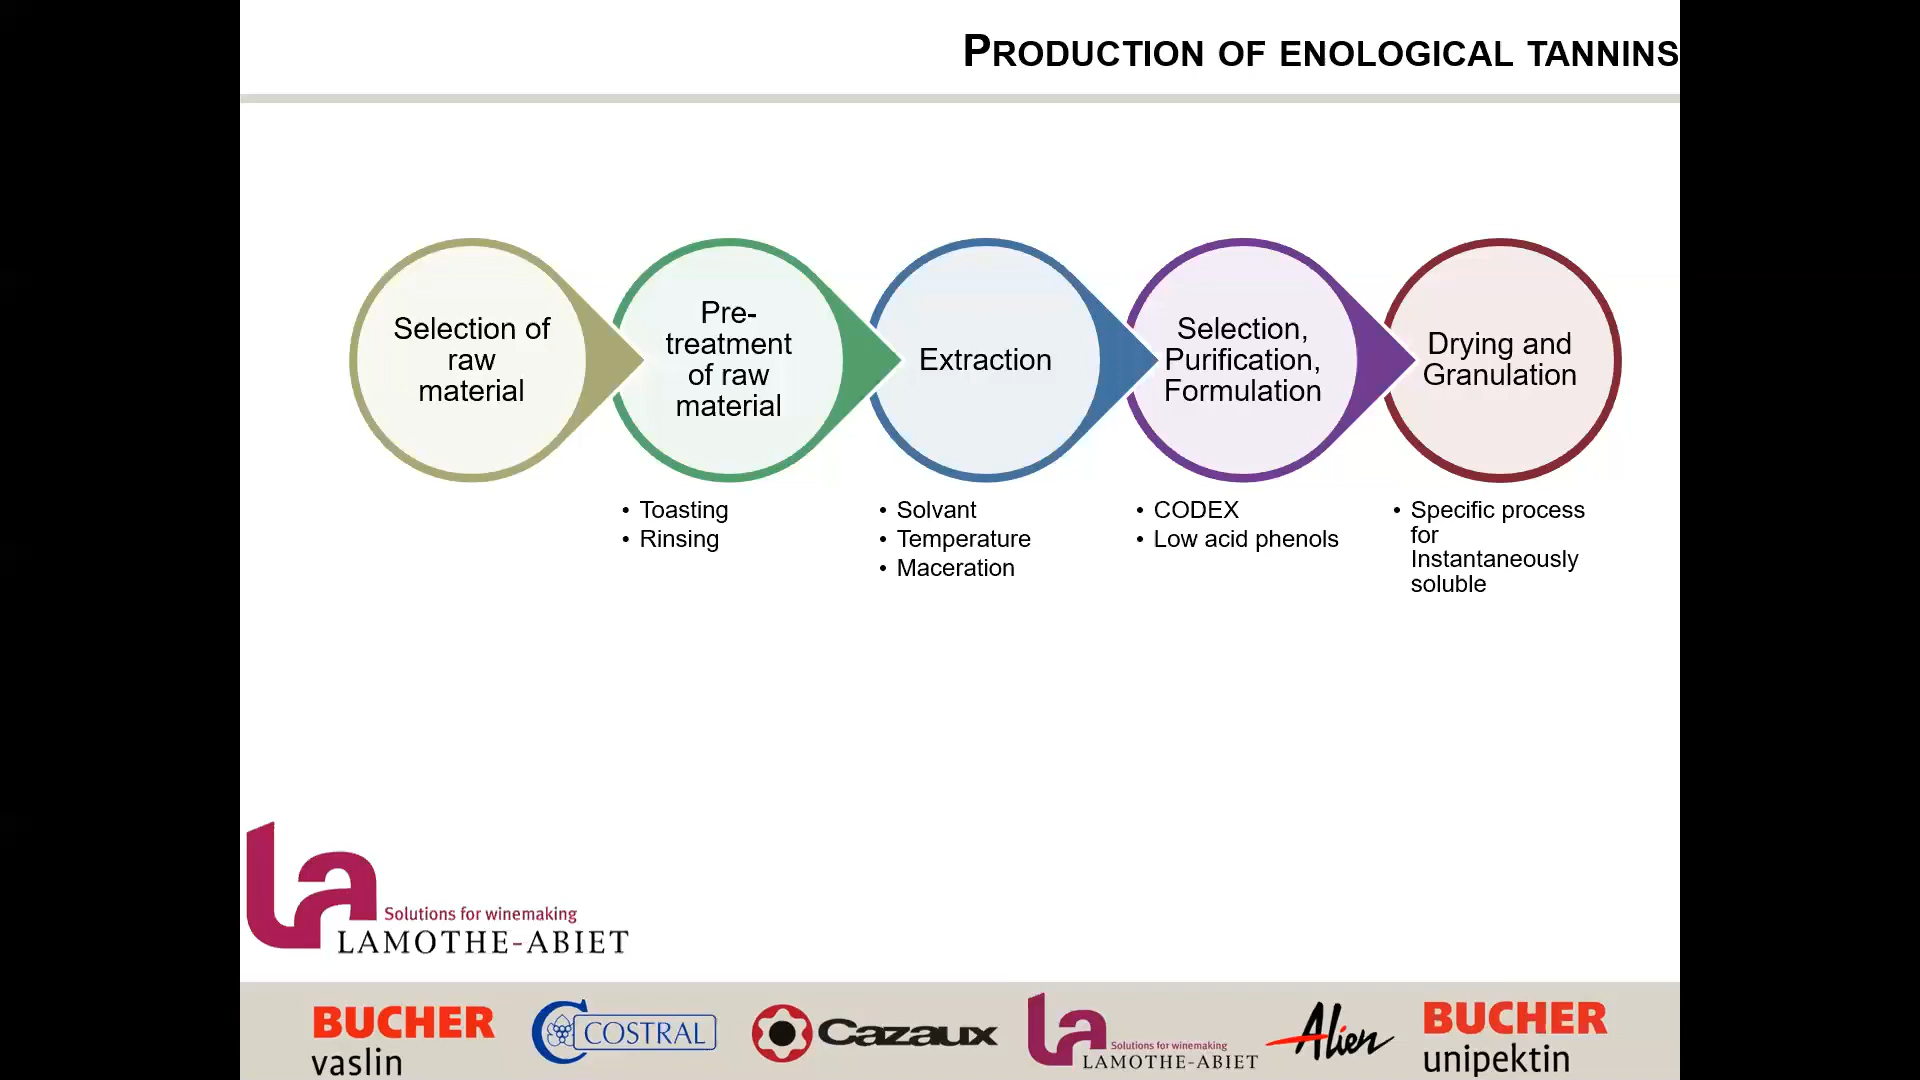 PRODUCTION OF ENOLOGICAL TANNINS
Selection of
raw
material
Pre-
treatment
of raw
material
• Toasting
• Rinsing
Extraction
• Solvant
• Temperature
• Maceration
Selection,
Purification,
Formulation
• CODEX
• Low acid phenols
Drying and
Granulation
• Specific process
for
Instantaneously
soluble
la
Solutions for winemaking
LAMOTHE-ABIET
BUCHER
vaslin
COSTRAL
Cazaux
la
Solutions for winemaking
LAMOTHE-ABIET
Alien
BUCHER
unipektin